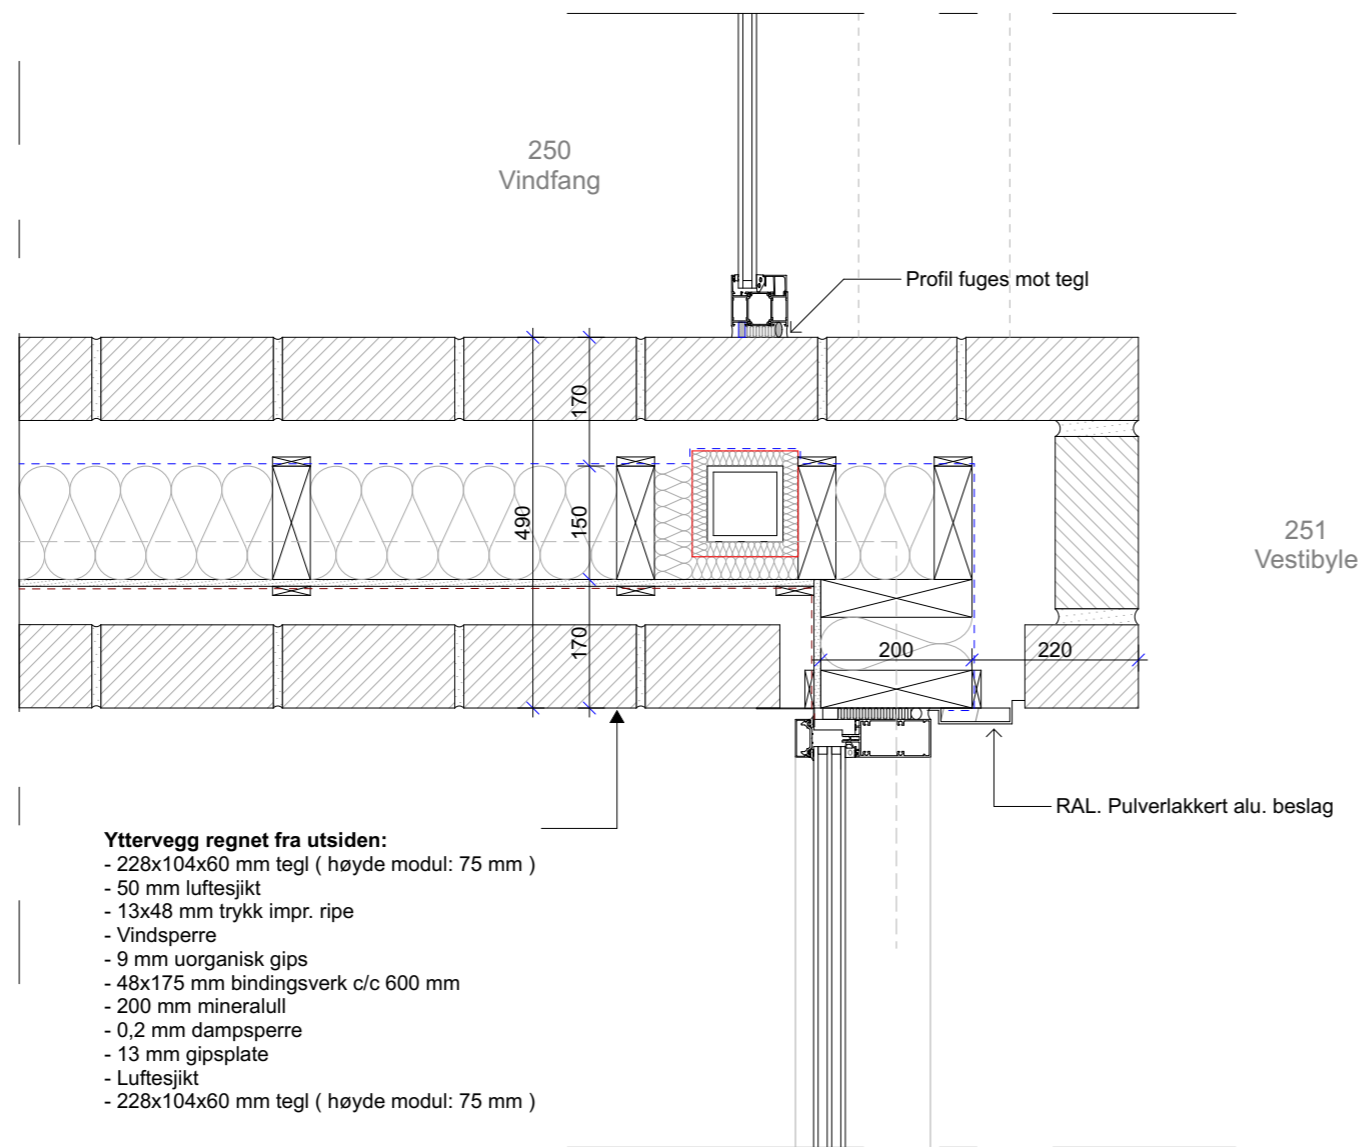 250
Vindfang
Profil fuges mot tegl
170
490
150
251
Vestibyle
170
200
220
RAL. Pulverlakkert alu. beslag
Yttervegg regnet fra utsiden:
- 228x104x60 mm tegl ( høyde modul: 75 mm )
- 50 mm luftesjikt
- 13x48 mm trykk impr. ripe
- Vindsperre
- 9 mm uorganisk gips
- 48x175 mm bindingsverk c/c 600 mm
- 200 mm mineralull
- 0,2 mm dampsperre
- 13 mm gipsplate
- Luftesjikt
- 228x104x60 mm tegl ( høyde modul: 75 mm )